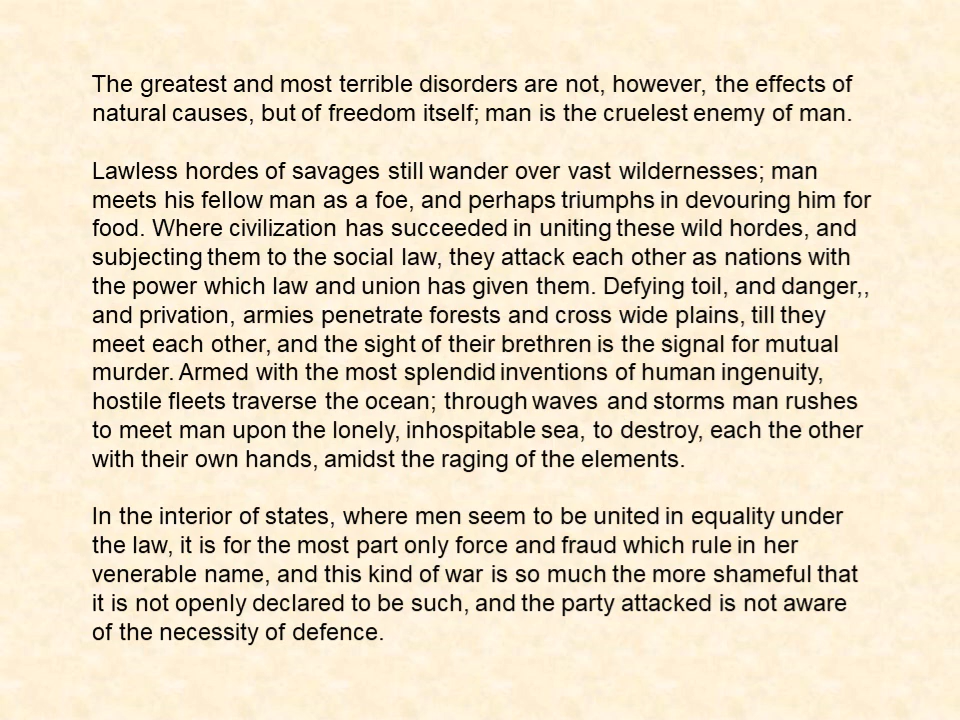 The greatest and most terrible disorders are not, however, the effects of
natural causes, but of freedom itself; man is the cruelest enemy of man.
Lawless hordes of savages still wander over vast wildernesses; man
meets his fellow man as a foe, and perhaps triumphs in devouring him for
food. Where civilization has succeeded in uniting these wild hordes, and
subjecting them to the social law, they attack each other as nations with
the power which law and union has given them. Defying toil, and danger,,
and privation, armies penetrate forests and cross wide plains, till they
meet each other, and the sight of their brethren is the signal for mutual
murder. Armed with the most splendid inventions of human ingenuity,
hostile fleets traverse the ocean; through waves and storms man rushes
to meet man upon the lonely, inhospitable sea, to destroy, each the other
with their own hands, amidst the raging of the elements.
In the interior of states, where men seem to be united in equality under
the law, it is for the most part only force and fraud which rule in her
venerable name, and this kind of war is so much the more shameful that
it is not openly declared to be such, and the party attacked is not aware
of the necessity of defence.